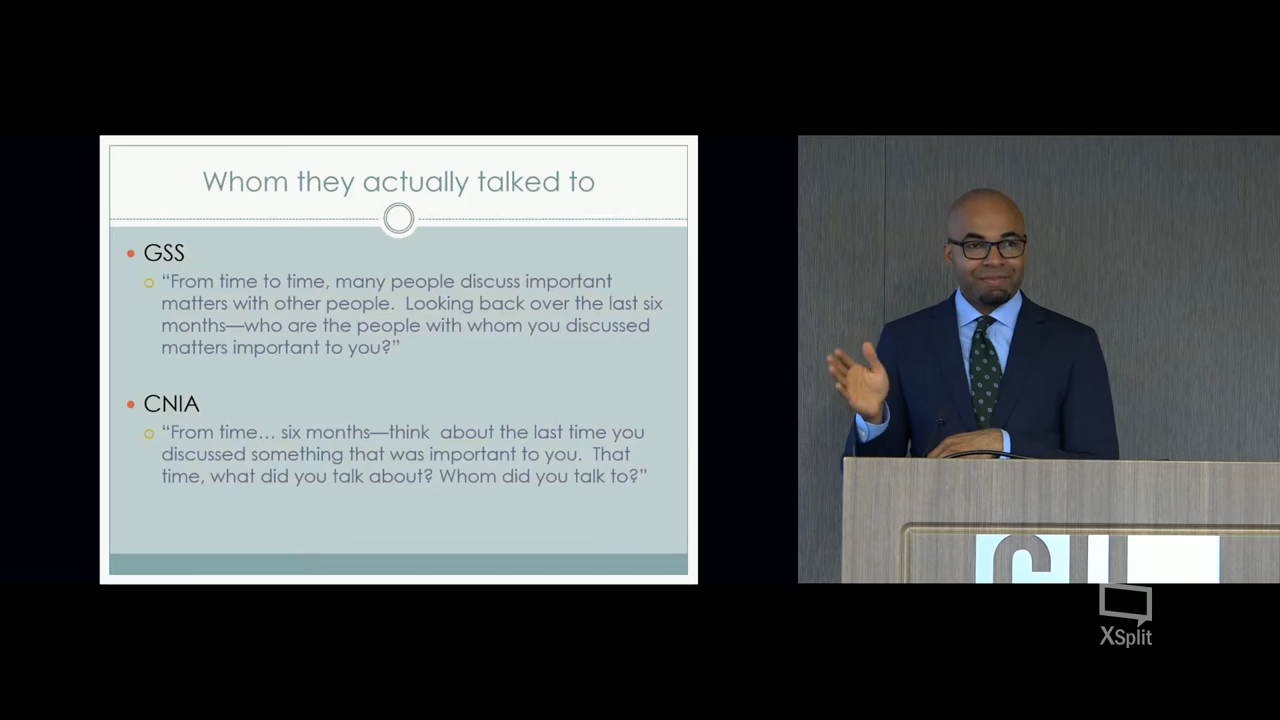 Whom they actually talked to
GSS
“From time to time, many people discuss important
matters with other people.  Looking back over the last six
months—who are the people with whom you discussed
matters important to you?”
CNIA
“From time… six months—think  about the last time you
discussed something that was important to you.  That
time, what did you talk about? Whom did you talk to?”
XSplit